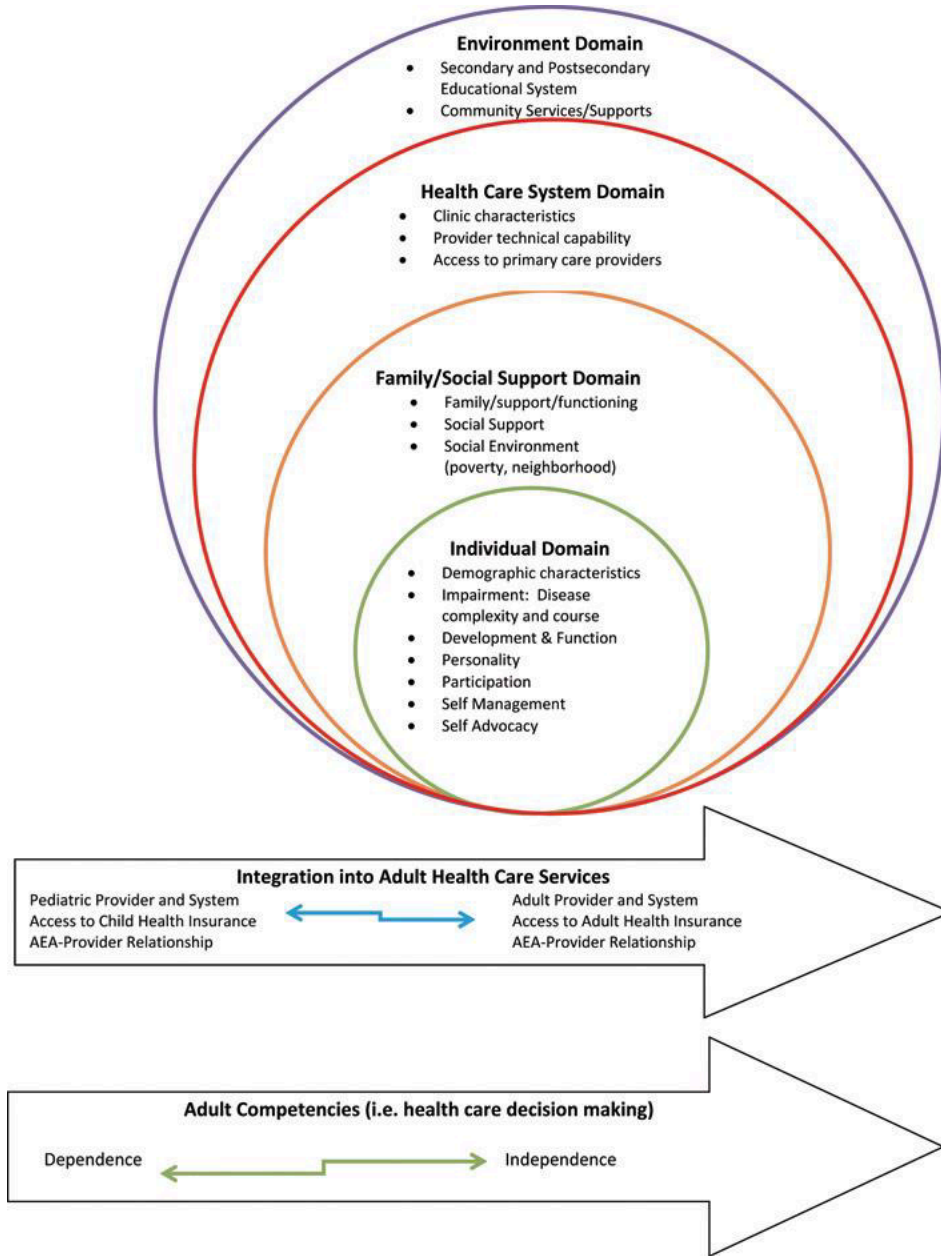 Environment Domain
• Secondary and Postsecondary
Educational System
• Community Services/Supports
Health Care System Domain
• Clinic characteristics
• Provider technical capability
• Access to primary care providers
Family/Social Support Domain
• Family/support/functioning
• Social Support
• Social Environment
(poverty, neighborhood)
Individual Domain
• Demographic characteristics
• Impairment: Disease
complexity and course
• Development & Function
• Personality
• Participation
• Self Management
• Self Advocacy
Integration into Adult Health Care Services
Pediatric Provider and System
Access to Child Health Insurance
AEA-Provider Relationship
Adult Provider and System
Access to Adult Health Insurance
AEA-Provider Relationship
Adult Competencies (i.e. health care decision making)
Dependence
Independence